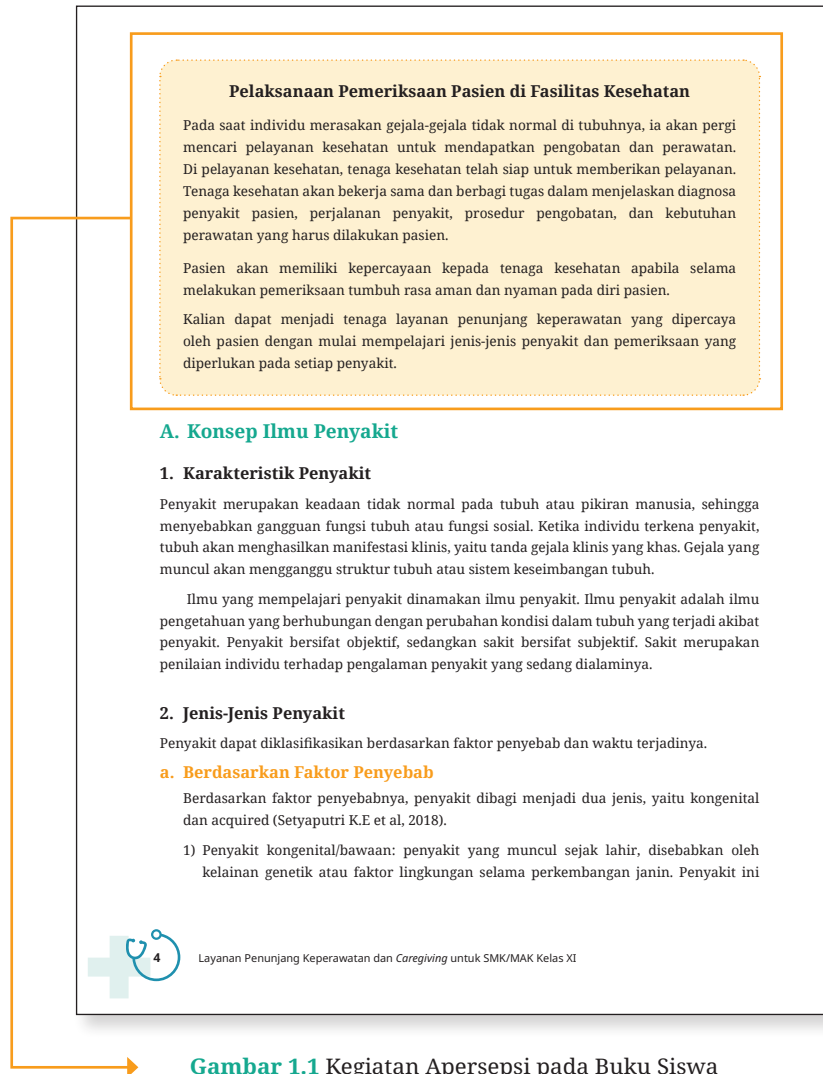 Pelaksanaan Pemeriksaan Pasien di Fasilitas Kesehatan
Pada saat individu merasakan gejala-gejala tidak normal di tubuhnya, ia akan pergi
mencari pelayanan kesehatan untuk mendapatkan pengobatan dan perawatan.
Di pelayanan kesehatan, tenaga kesehatan telah siap untuk memberikan pelayanan.
Tenaga kesehatan akan bekerja sama dan berbagi tugas dalam menjelaskan diagnosa
penyakit pasien, perjalanan penyakit, prosedur pengobatan, dan kebutuhan
perawatan yang harus dilakukan pasien.
Pasien akan memiliki kepercayaan kepada tenaga kesehatan apabila selama
melakukan pemeriksaan tumbuh rasa aman dan nyaman pada diri pasien.
Kalian dapat menjadi tenaga layanan penunjang keperawatan yang dipercaya
oleh pasien dengan mulai mempelajari jenis-jenis penyakit dan pemeriksaan yang
diperlukan pada setiap penyakit.
A. Konsep Ilmu Penyakit
1. Karakteristik Penyakit
Penyakit merupakan keadaan tidak normal pada tubuh atau pikiran manusia, sehingga
menyebabkan gangguan fungsi tubuh atau fungsi sosial. Ketika individu terkena penyakit,
tubuh akan menghasilkan manifestasi klinis, yaitu tanda gejala klinis yang khas. Gejala yang
muncul akan mengganggu struktur tubuh atau sistem keseimbangan tubuh.
Ilmu yang mempelajari penyakit dinamakan ilmu penyakit. Ilmu penyakit adalah ilmu
pengetahuan yang berhubungan dengan perubahan kondisi dalam tubuh yang terjadi akibat
penyakit. Penyakit bersifat objektif, sedangkan sakit bersifat subjektif. Sakit merupakan
penilaian individu terhadap pengalaman penyakit yang sedang dialaminya.
2. Jenis-Jenis Penyakit
Penyakit dapat diklasifikasikan berdasarkan faktor penyebab dan waktu terjadinya.
a. Berdasarkan Faktor Penyebab
Berdasarkan faktor penyebabnya, penyakit dibagi menjadi dua jenis, yaitu kongenital
dan acquired (Setyaputri K.E et al, 2018).
1) Penyakit kongenital/bawaan: penyakit yang muncul sejak lahir, disebabkan oleh
kelainan genetik atau faktor lingkungan selama perkembangan janin. Penyakit ini
4 Layanan Penunjang Keperawatan dan Caregiving untuk SMK/MAK Kelas XI
Gambar 1.1 Kegiatan Apersepsi pada Buku Siswa